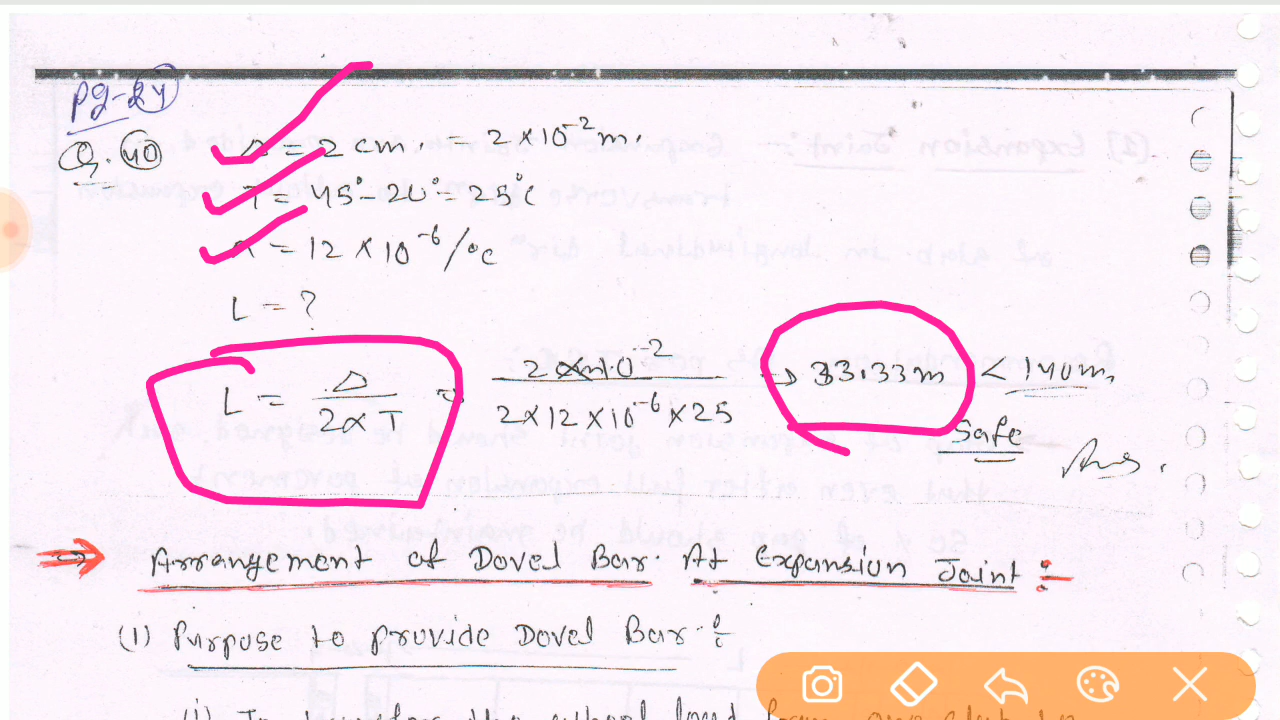 Pg-24
Q.40 Δ = 2 cm. = 2×10⁻² m.
T = 45°-20° = 25°c
α = 12 × 10⁻⁶ /°c
L = ?
L = Δ / 2αT = 2×10⁻² / 2×12×10⁻⁶×25 → 33.33m < 140m,
Safe
Ans.
→ Arrangement of Dovel Bar At Expansion Joint :-
(1) Purpose to provide Dovel Bar :-